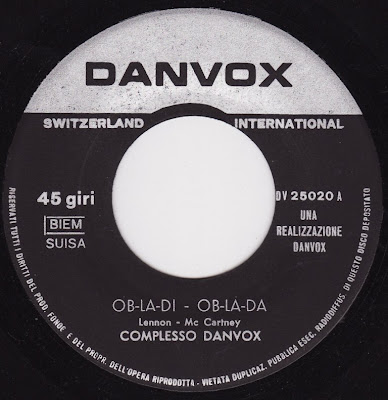 DANVOX
SWITZERLAND INTERNATIONAL
45 giri
DV 25020 A
BIEM
SUISA
UNA
REALIZZAZIONE
DANVOX
OB-LA-DI - OB-LA-DA
Lennon - Mc Cartney
COMPLESSO DANVOX
RISERVATI TUTTI I DIRITTI DEL PROD. FONOG. E DEL PROPR. DELL'OPERA RIPRODOTTA - VIETATA DUPLICAZ. PUBBLICA ESEC. RADIODIFFUS. DI QUESTO DISCO DEPOSITATO